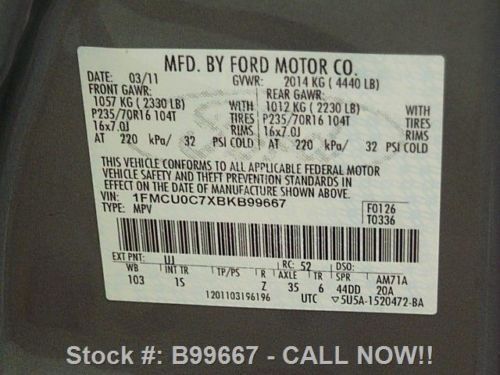 MFD. BY FORD MOTOR CO.
DATE: 03/11 GVWR: 2014 KG ( 4440 LB)
FRONT GAWR: REAR GAWR:
1057 KG ( 2330 LB) WITH 1012 KG ( 2230 LB) WITH
P235/70R16 104T TIRES P235/70R16 104T TIRES
16x7.0J RIMS 16x7.0J RIMS
AT 220 kPa/ 32 PSI COLD AT 220 kPa/ 32 PSI COLD
THIS VEHICLE CONFORMS TO ALL APPLICABLE FEDERAL MOTOR
VEHICLE SAFETY AND THEFT PREVENTION STANDARDS IN
EFFECT ON THE DATE OF MANUFACTURE SHOWN ABOVE.
VIN: 1FMCU0C7XBKB99667 F0126
TYPE: MPV T0336
EXT PNT: UJ RC: 52 DSO:
WB INT TR TP/PS R AXLE TR S AM71A
103 1S Z 35 6 44DD 20A
1201103196196 UTC ▽5U5A-1520472-BA
Stock #: B99667 - CALL NOW!!